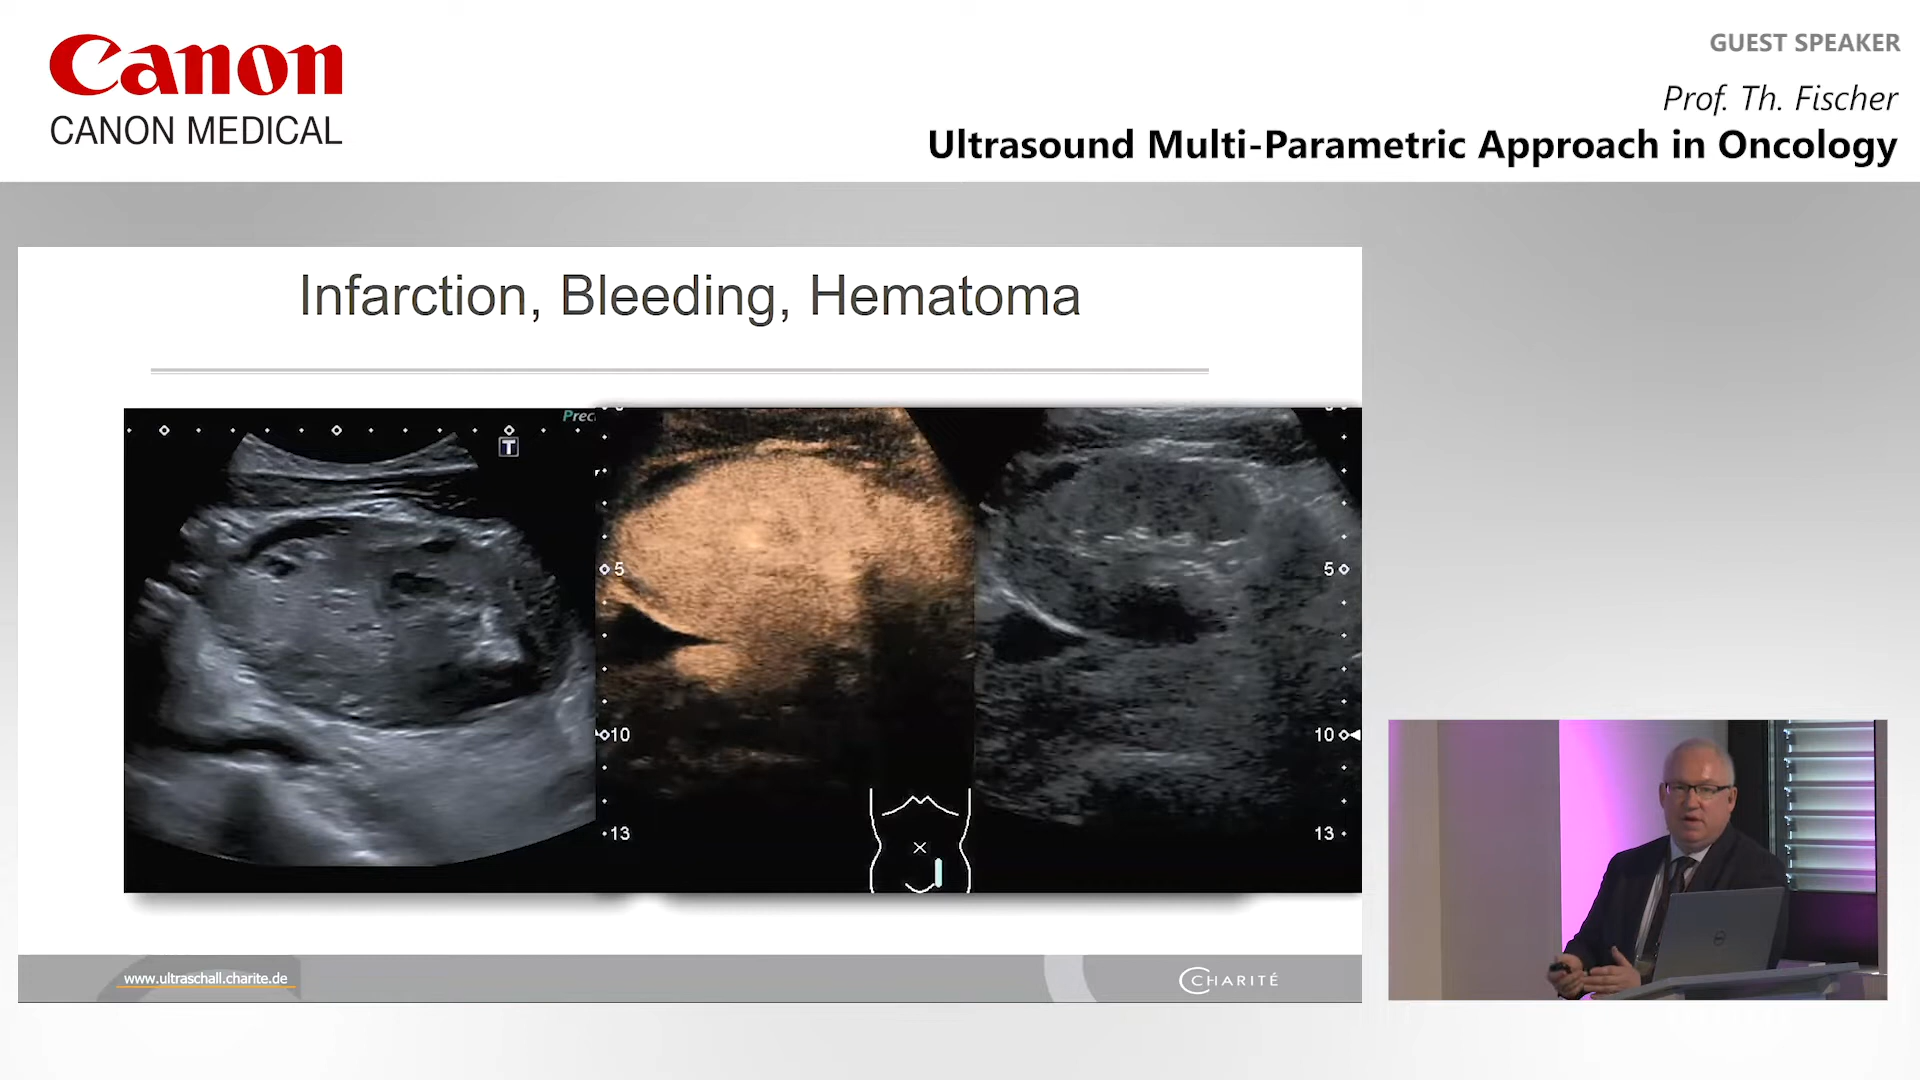 Canon
CANON MEDICAL
GUEST SPEAKER
Prof. Th. Fischer
Ultrasound Multi-Parametric Approach in Oncology
Infarction, Bleeding, Hematoma
T
5
10
13
5
10
13
www.ultraschall.charite.de
CHARITÉ